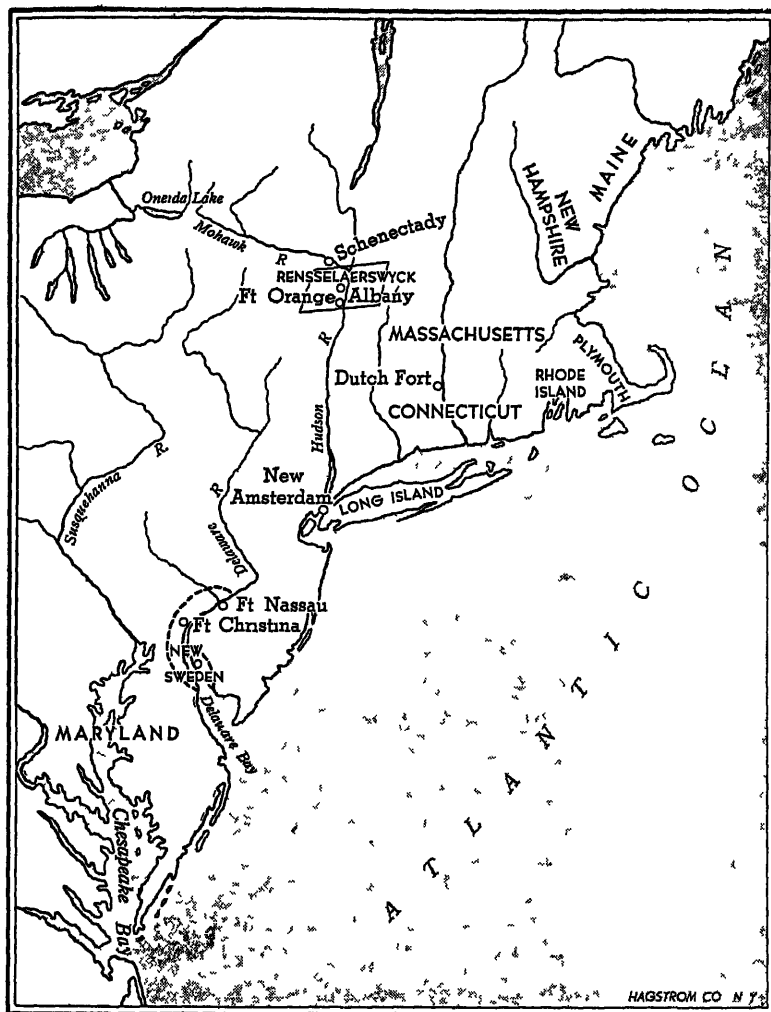 MAINE
NEW
HAMPSHIRE
Oneida Lake
Mohawk R
Schenectady
RENSSELAERSWYCK
Ft Orange Albany
MASSACHUSETTS
PLYMOUTH
Dutch Fort
RHODE
ISLAND
CONNECTICUT
Hudson R
Susquehanna R
New
Amsterdam
LONG ISLAND
Delaware R
Ft Nassau
Ft Christina
NEW
SWEDEN
Delaware Bay
MARYLAND
Chesapeake Bay
ATLANTIC OCEAN
HAGSTROM CO N Y